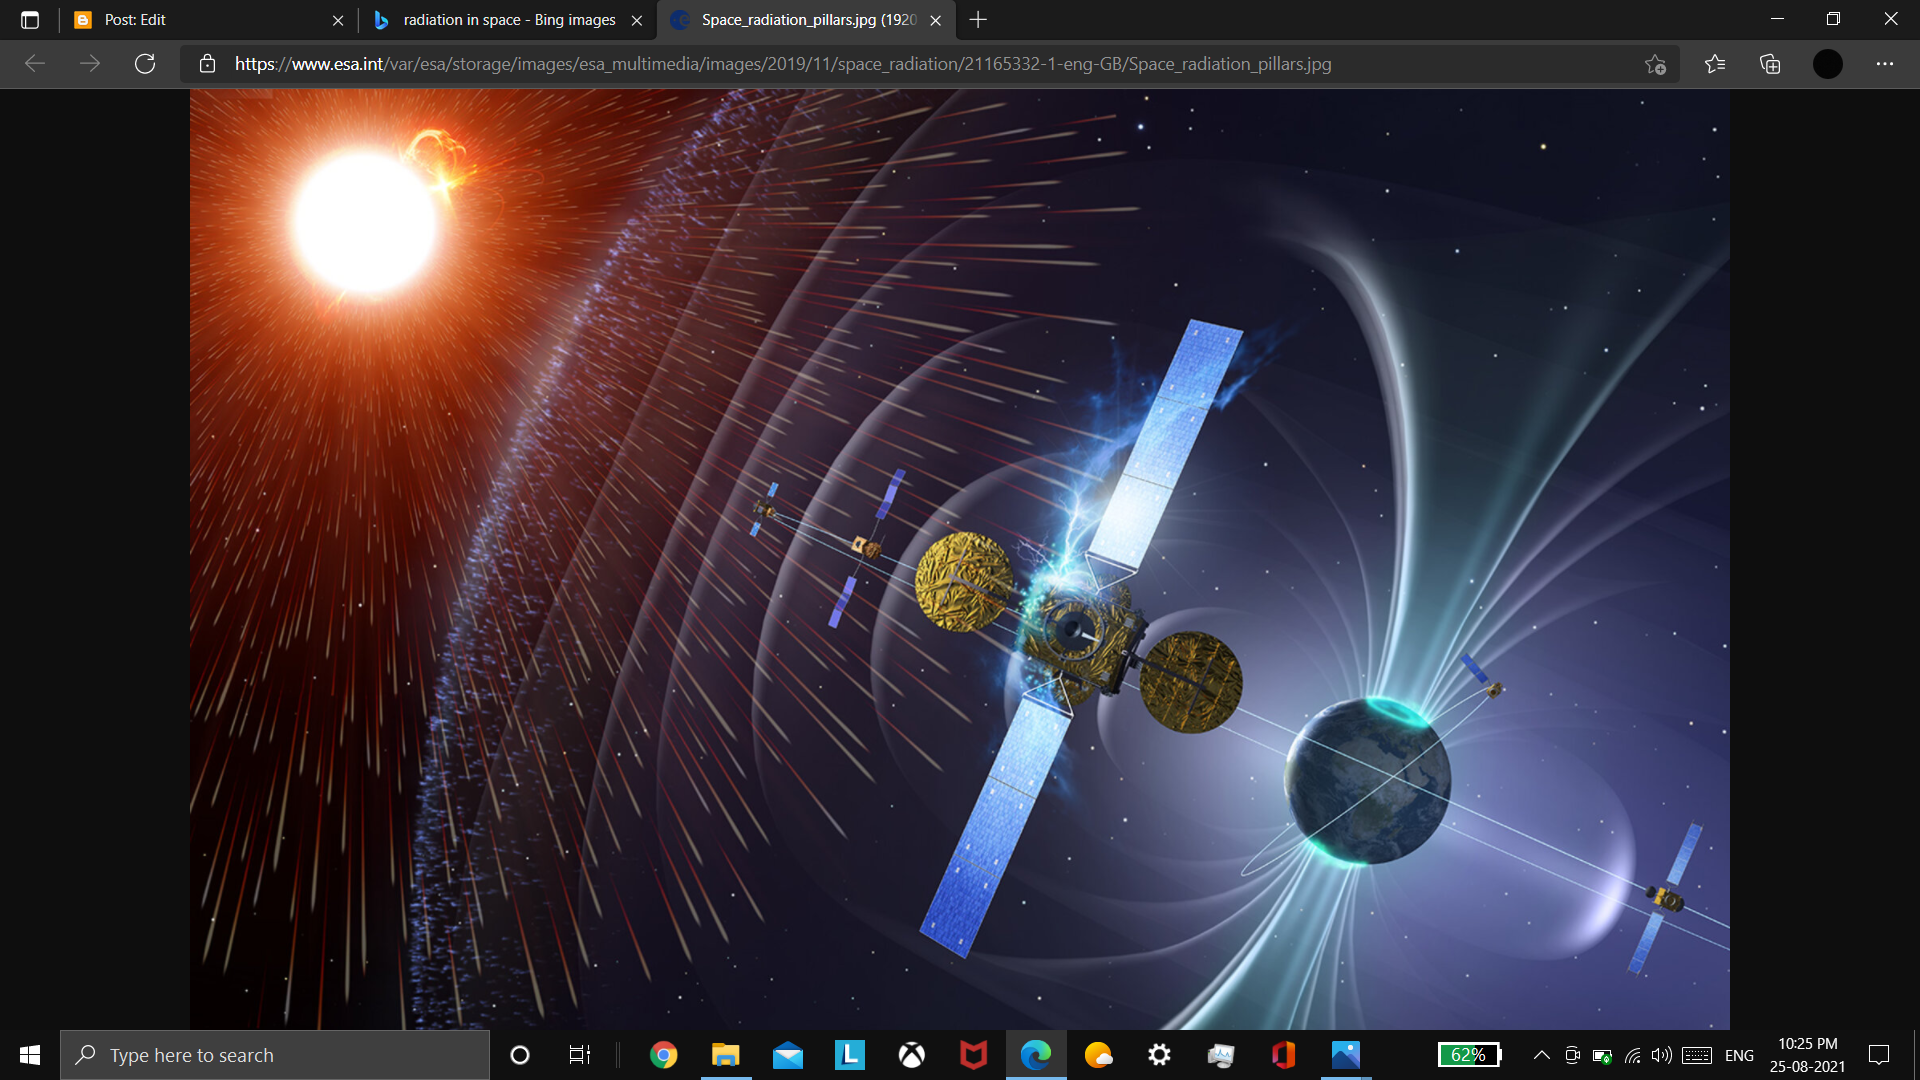 Post: Edit
radiation in space - Bing images
Space_radiation_pillars.jpg (1920
https://www.esa.int/var/esa/storage/images/esa_multimedia/images/2019/11/space_radiation/21165332-1-eng-GB/Space_radiation_pillars.jpg
Type here to search
L
62%
ENG
10:25 PM
25-08-2021